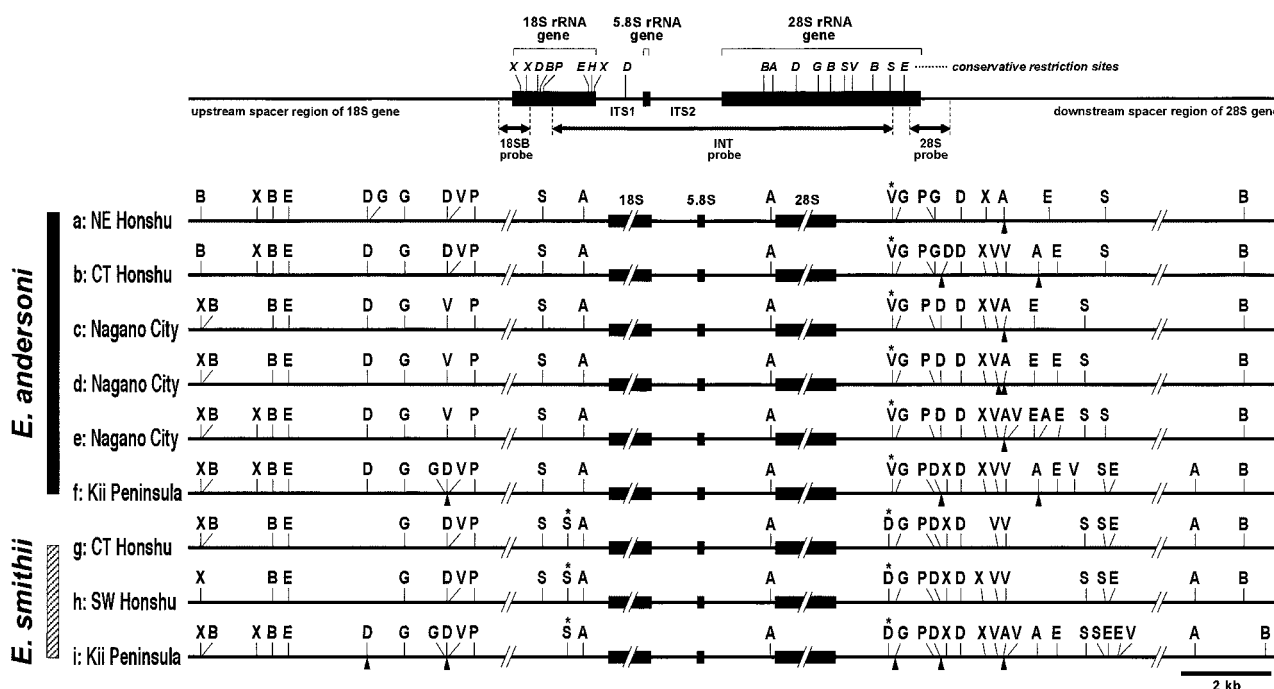 18S rRNA gene 5.8S rRNA gene 28S rRNA gene
X X D B P E H X D B A D G B S V B S E conservative restriction sites
upstream spacer region of 18S gene ITS1 ITS2 downstream spacer region of 28S gene
18SB probe INT probe 28S probe
B X B E D G G D V P S A 18S 5.8S A 28S * V G P G D X A E S B
a: NE Honshu
B X B E D G D V P S A A * V G P G D D X V V A E S B
b: CT Honshu
X B B E D G V P S A A * V G P D D X V A E S B
c: Nagano City
X B B E D G V P S A A * V G P D D X V A E E S B
d: Nagano City
X B X B E D G V P S A A * V G P D D X V A V E A E S S B
e: Nagano City
X B X B E D G G D V P S A A * V G P D X D X V V A E V S E A B
f: Kii Peninsula
X B B E G D V P S * S A A * D G P D X D V V S S E A B
g: CT Honshu
X B E G D V P S * S A A * D G P D X D X V V S S E A B
h: SW Honshu
X B X B E D G G D V P * S A A * D G P D X D X V A V A E S S E E V A B
i: Kii Peninsula
E. andersoni
E. smithii
2 kb